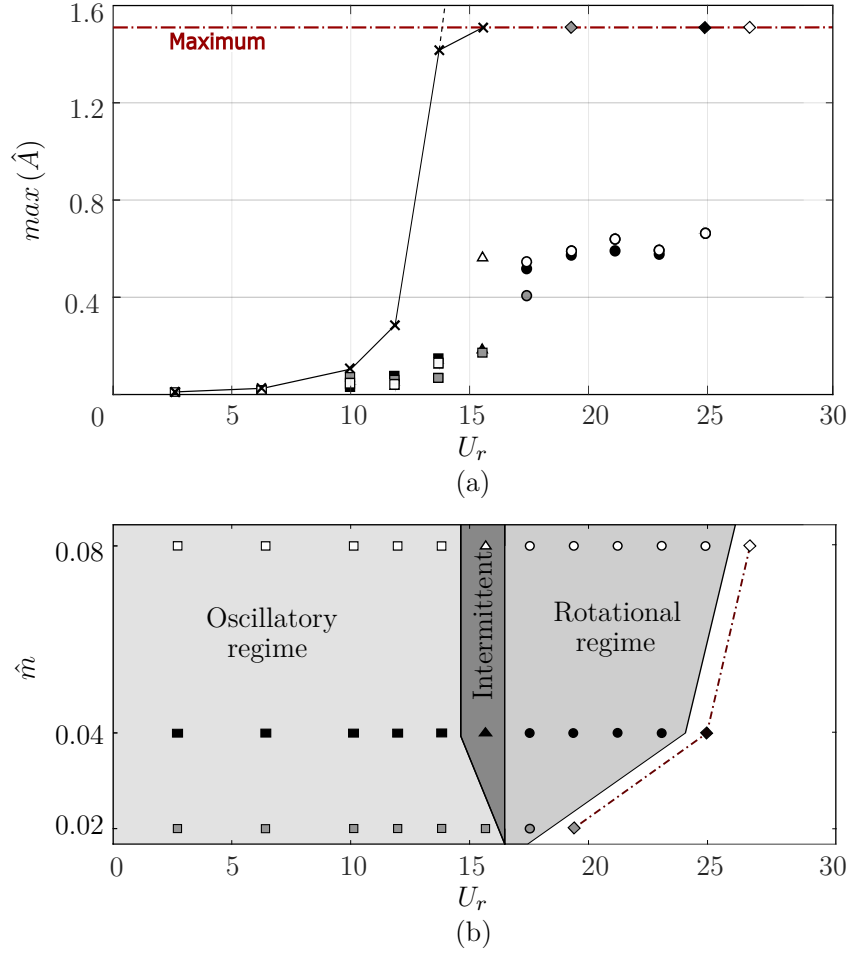 1.6
Maximum
1.2
max (Â)
0.8
0.4
0 5 10 15 20 25 30
U_r
(a)
0.08
Oscillatory
regime
Intermittent
Rotational
regime
m̂
0.04
0.02
0 5 10 15 20 25 30
U_r
(b)